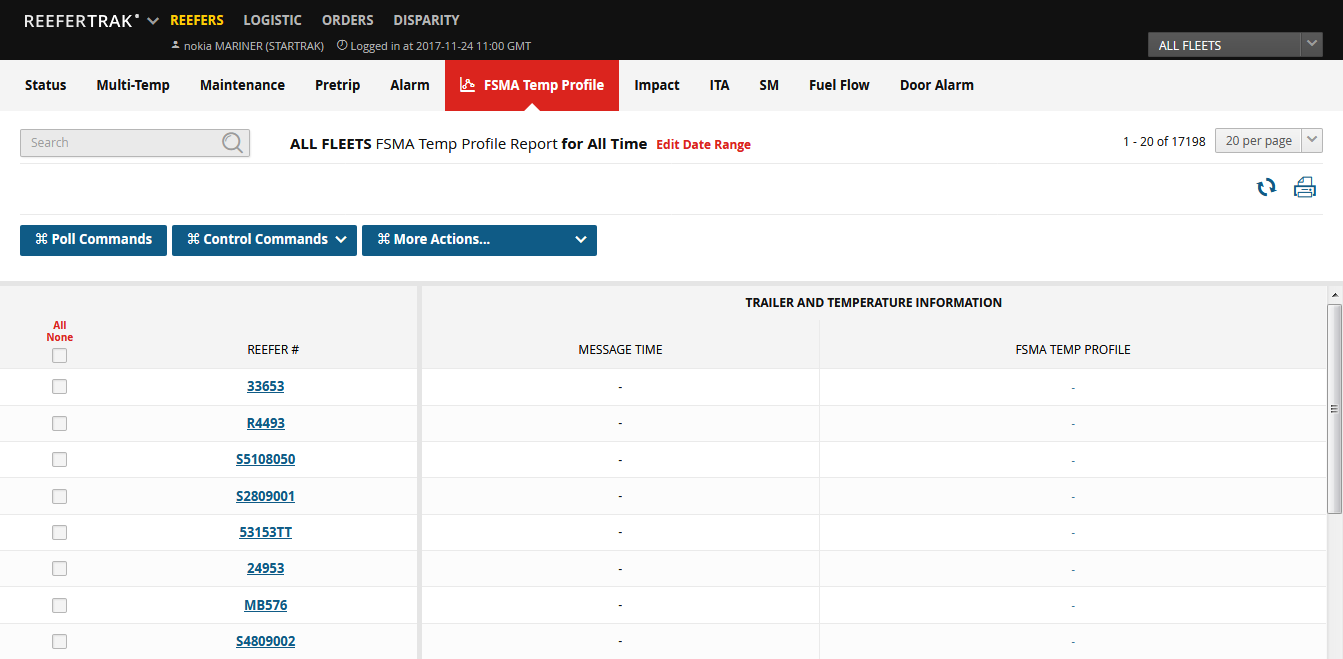 REEFERTRAK REEFERS LOGISTIC ORDERS DISPARITY
nokia MARINER (STARTRAK) Logged in at 2017-11-24 11:00 GMT
ALL FLEETS
Status Multi-Temp Maintenance Pretrip Alarm FSMA Temp Profile Impact ITA SM Fuel Flow Door Alarm
Search ALL FLEETS FSMA Temp Profile Report for All Time Edit Date Range 1 - 20 of 17198 20 per page
⌘ Poll Commands ⌘ Control Commands ⌘ More Actions...
TRAILER AND TEMPERATURE INFORMATION
All
None
REEFER # MESSAGE TIME FSMA TEMP PROFILE
33653 - -
R4493 - -
S5108050 - -
S2809001 - -
53153TT - -
24953 - -
MB576 - -
S4809002 - -